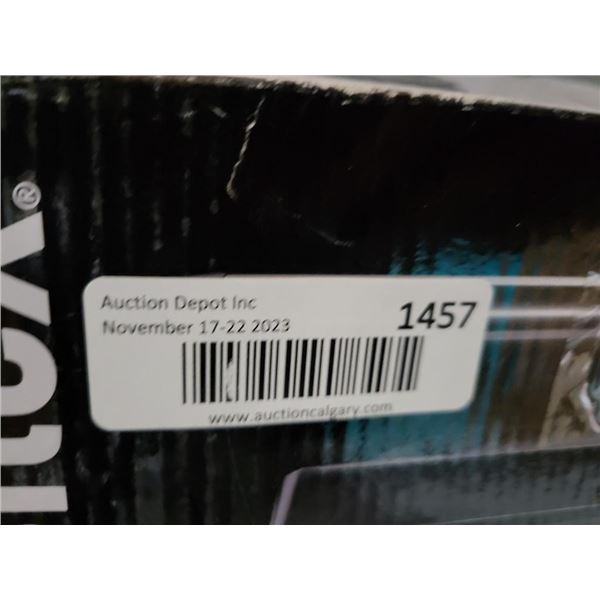 Auction Depot Inc
November 17-22 2023
1457
www.auctioncalgary.com